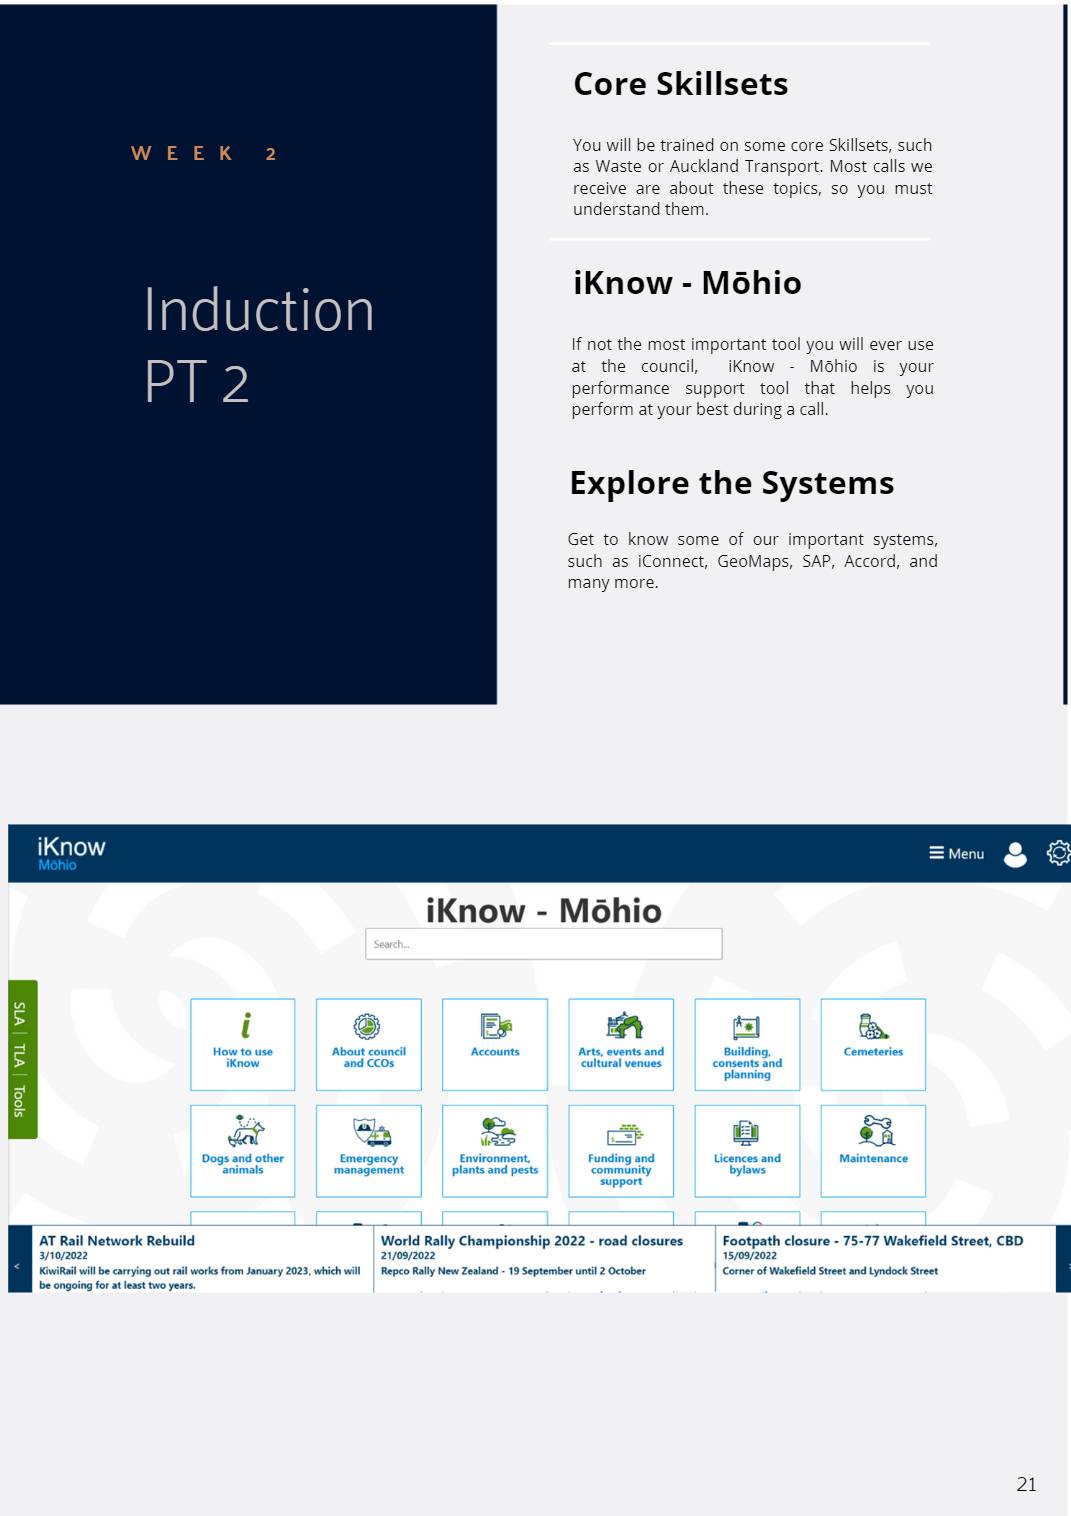 WEEK 2
Induction
PT 2
Core Skillsets
You will be trained on some core Skillsets, such
as Waste or Auckland Transport. Most calls we
receive are about these topics, so you must
understand them.
iKnow - Mōhio
If not the most important tool you will ever use
at the council, iKnow - Mōhio is your
performance support tool that helps you
perform at your best during a call.
Explore the Systems
Get to know some of our important systems,
such as iConnect, GeoMaps, SAP, Accord, and
many more.
iKnow
Mōhio
Menu
iKnow - Mōhio
Search...
SLA | TLA | Tools
How to use
iKnow
About council
and CCOs
Accounts
Arts, events and
cultural venues
Building,
consents and
planning
Cemeteries
Dogs and other
animals
Emergency
management
Environment,
plants and pests
Funding and
community
support
Licences and
bylaws
Maintenance
<
AT Rail Network Rebuild
3/10/2022
KiwiRail will be carrying out rail works from January 2023, which will
be ongoing for at least two years.
World Rally Championship 2022 - road closures
21/09/2022
Repco Rally New Zealand - 19 September until 2 October
Footpath closure - 75-77 Wakefield Street, CBD
15/09/2022
Corner of Wakefield Street and Lyndock Street
21